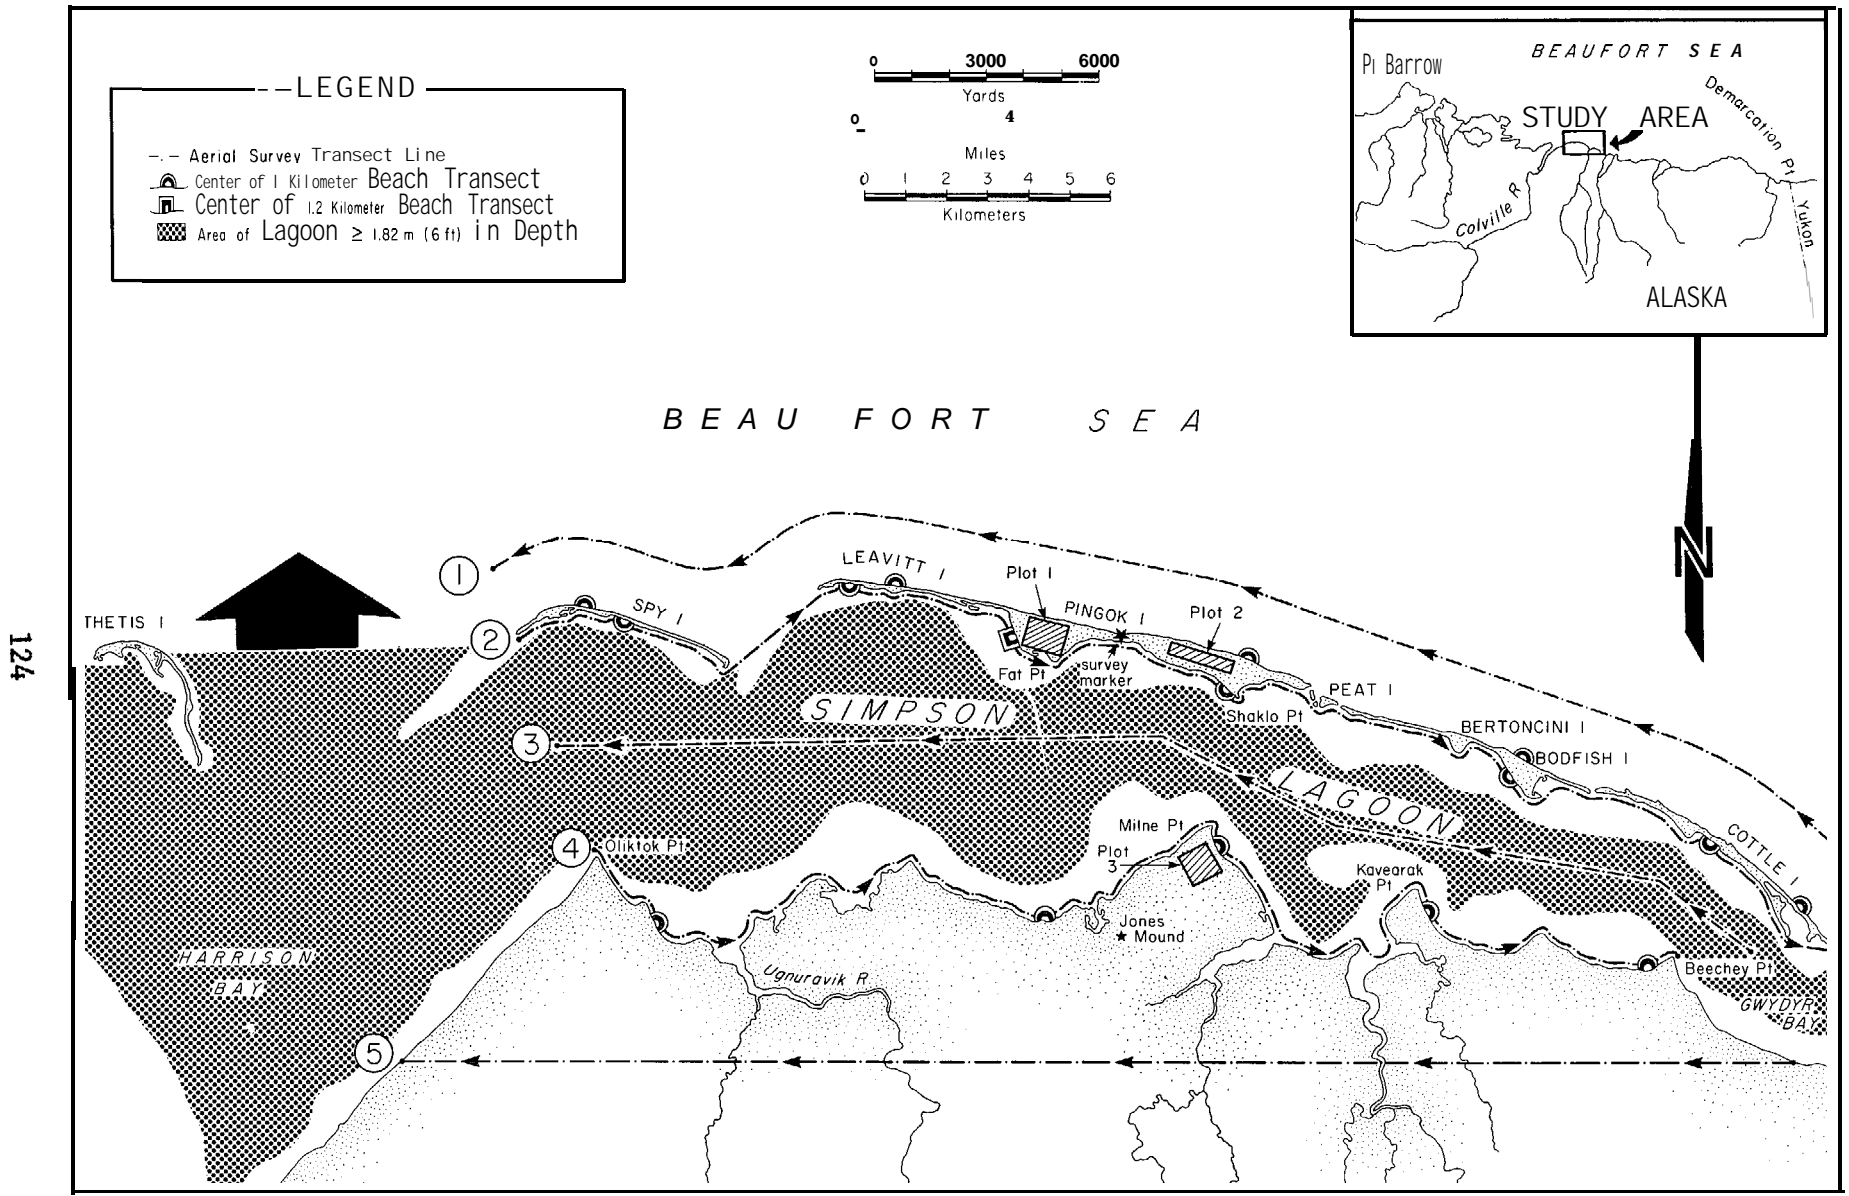 LEGEND
Aerial Survey Transect Line
Center of 1 Kilometer Beach Transect
Center of 1.2 Kilometer Beach Transect
Area of Lagoon ≥ 1.82 m (6 ft) in Depth
0 3000 6000
Yards
0 4
Miles
0 1 2 3 4 5 6
Kilometers
BEAUFORT SEA
Pt Barrow
Demarcation Pt
STUDY AREA
Colville R
Yukon
ALASKA
BEAUFORT SEA
N
1
LEAVITT I
Plot 1
PINGOK I
Plot 2
THETIS I
SPY I
2
124
Fat Pt
survey
marker
PEAT I
SIMPSON
Shaklo Pt
BERTONCINI I
3
BODFISH I
LAGOON
COTTLE I
4
Oliktok Pt
Milne Pt
Plot
3
Kavearak
Pt
Jones
Mound
HARRISON
BAY
Ugnuravik R
Beechey Pt
GWYDYR
BAY
5